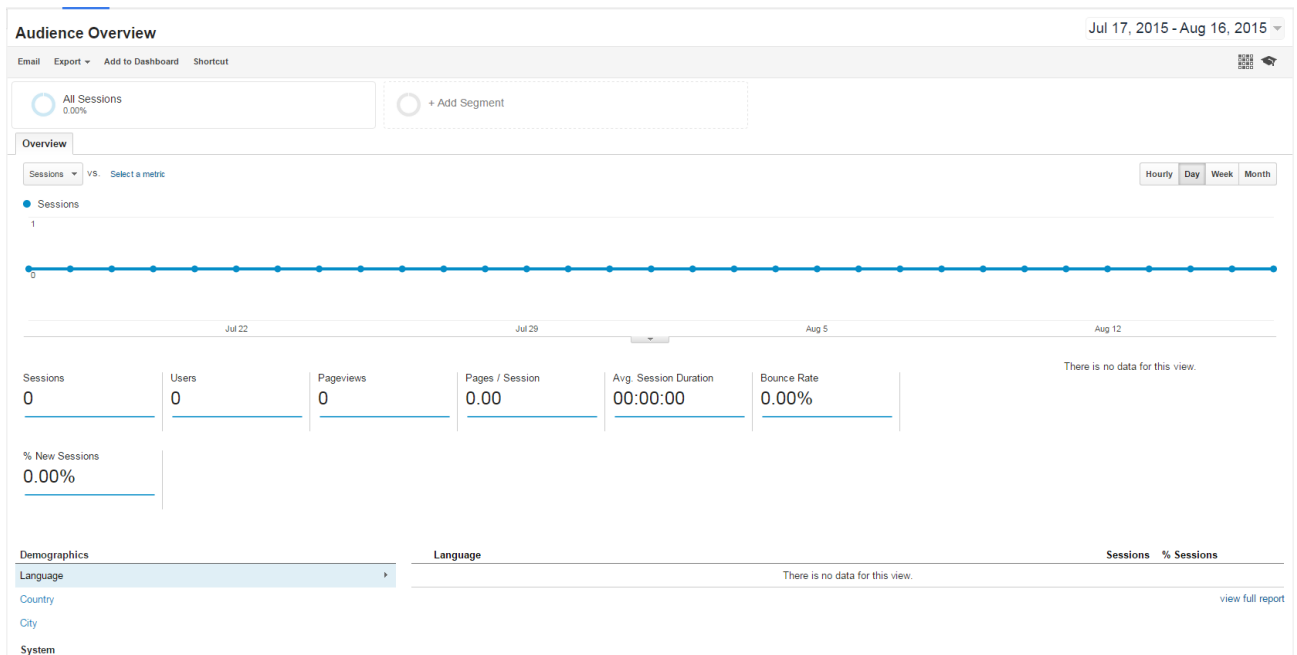 Audience Overview
Jul 17, 2015 - Aug 16, 2015
Email Export Add to Dashboard Shortcut
All Sessions
0.00%
+ Add Segment
Overview
Sessions VS. Select a metric
Hourly Day Week Month
Sessions
1
0
Jul 22 Jul 29 Aug 5 Aug 12
There is no data for this view.
Sessions Users Pageviews Pages / Session Avg. Session Duration Bounce Rate
0 0 0 0.00 00:00:00 0.00%
% New Sessions
0.00%
Demographics
Language Sessions % Sessions
Language
There is no data for this view.
Country
view full report
City
System